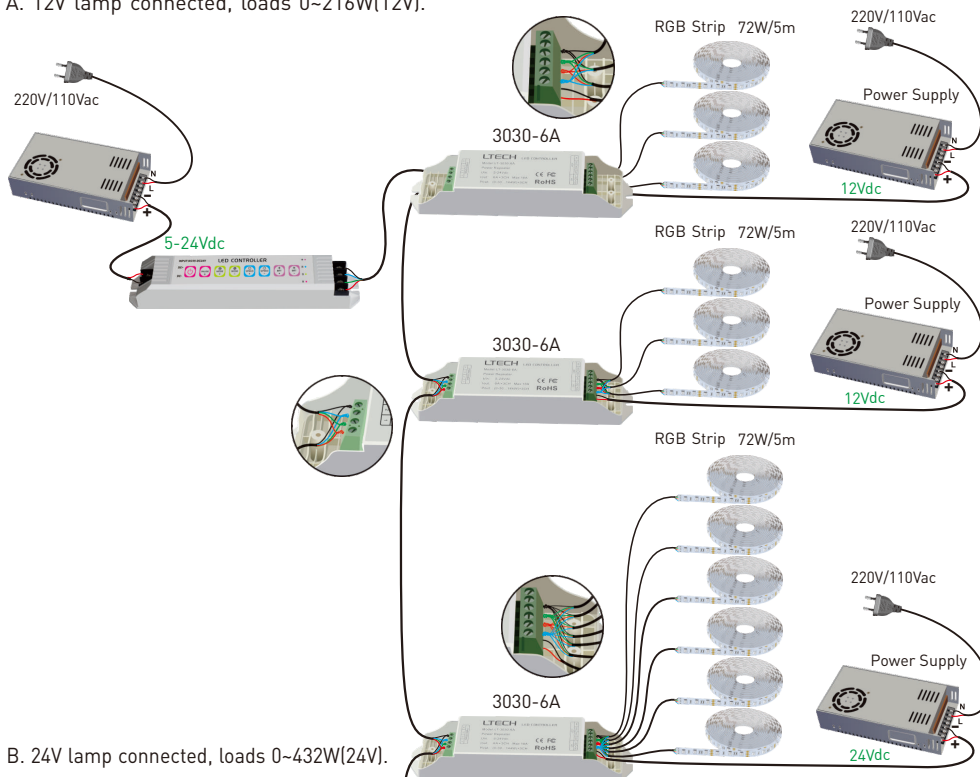 A. 12V lamp connected, loads 0~216W(12V).
220V/110Vac
RGB Strip 72W/5m
220V/110Vac
3030-6A
Power Supply
LTECH LED CONTROLLER
RoHS
N
L
12Vdc
N
L
5-24Vdc
LED CONTROLLER
RGB Strip 72W/5m
220V/110Vac
3030-6A
Power Supply
LTECH
RoHS
N
L
12Vdc
RGB Strip 72W/5m
220V/110Vac
3030-6A
Power Supply
LTECH
RoHS
N
L
24Vdc
B. 24V lamp connected, loads 0~432W(24V).